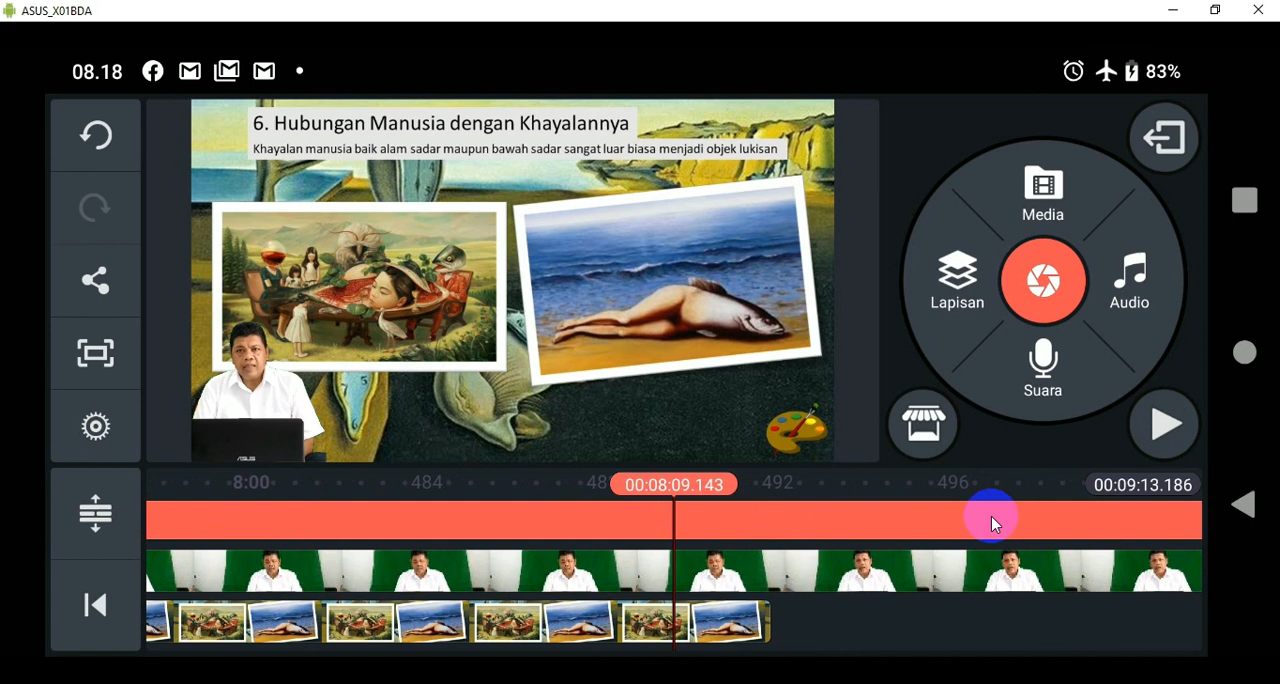 ASUS_X01BDA
08.18
83%
6. Hubungan Manusia dengan Khayalannya
Khayalan manusia baik alam sadar maupun bawah sadar sangat luar biasa menjadi objek lukisan
Media
Lapisan
Audio
Suara
8:00
484
48
00:08:09.143
492
496
00:09:13.186